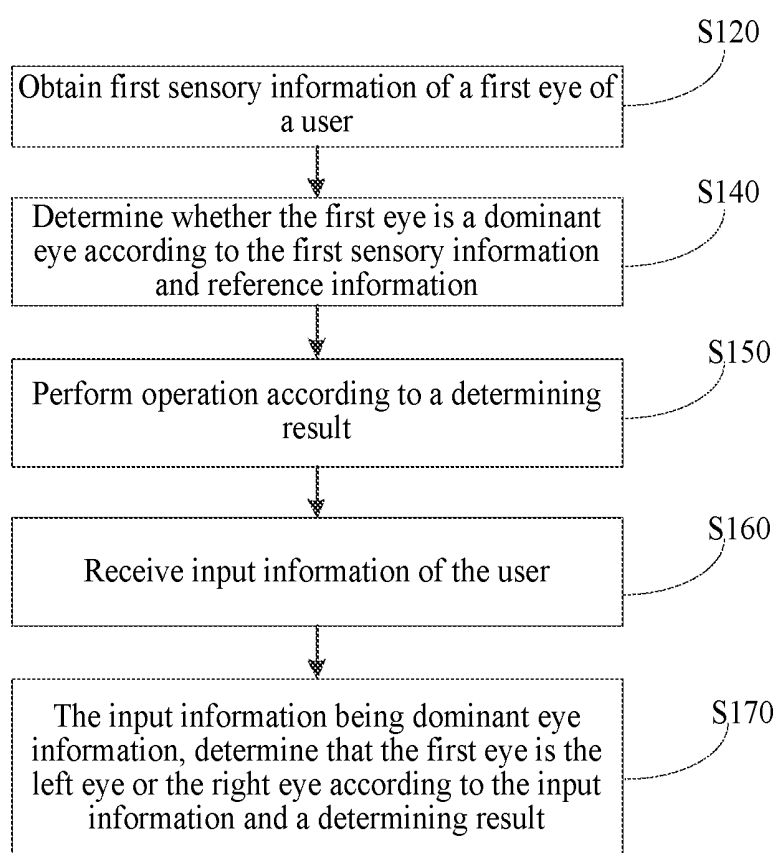 S120
Obtain first sensory information of a first eye of
a user
S140
Determine whether the first eye is a dominant
eye according to the first sensory information
and reference information
S150
Perform operation according to a determining
result
S160
Receive input information of the user
S170
The input information being dominant eye
information, determine that the first eye is the
left eye or the right eye according to the input
information and a determining result